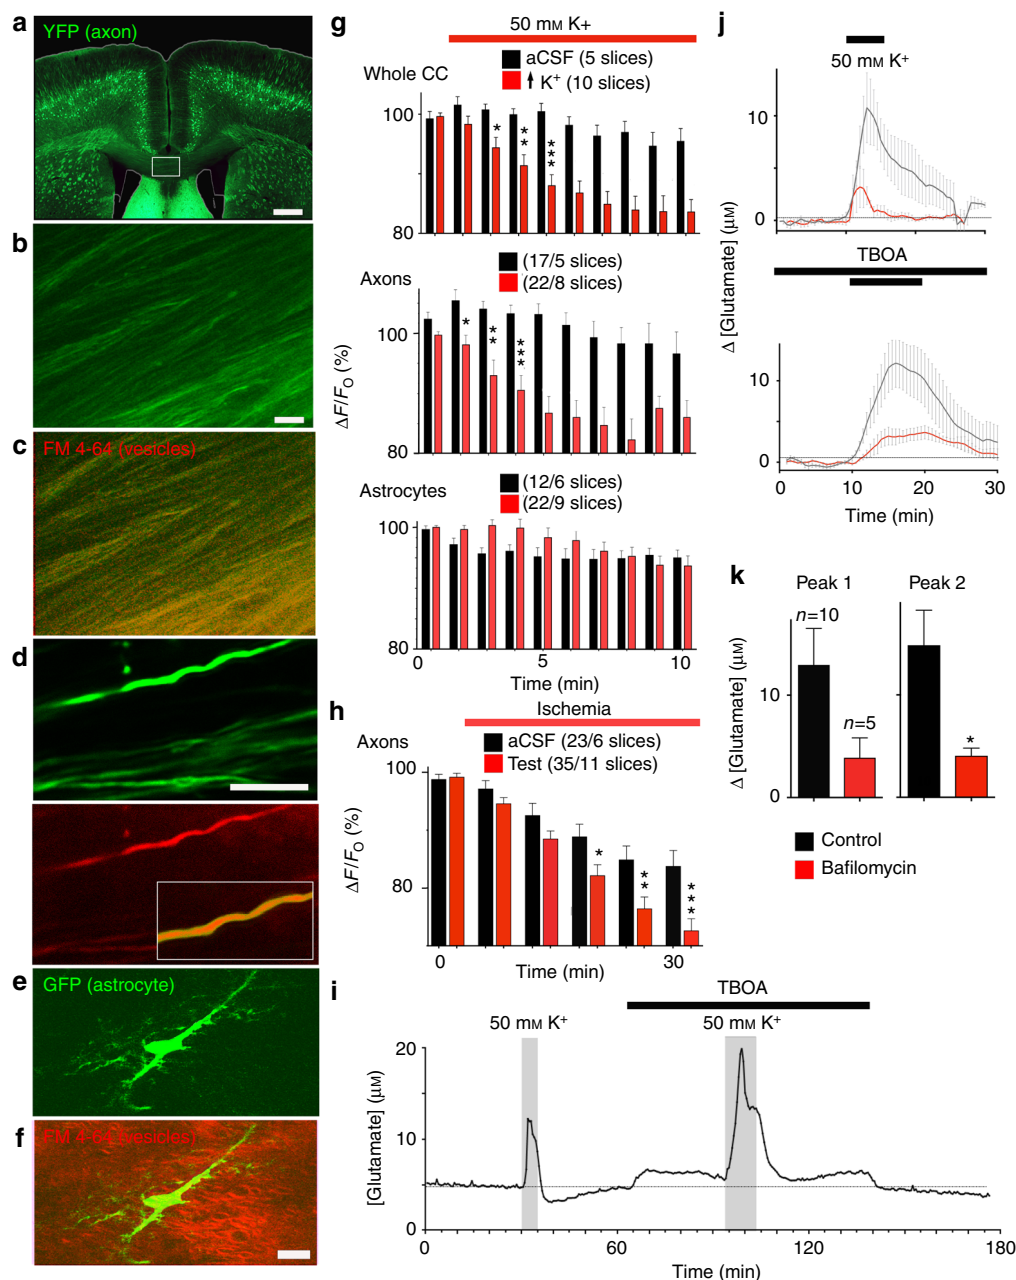 a
YFP (axon)
b
c
FM 4-64 (vesicles)
d
e
GFP (astrocyte)
f
FM 4-64 (vesicles)
g
50 mM K+
Whole CC
aCSF (5 slices)
↑ K+ (10 slices)
100
* ** ***
80
Axons
(17/5 slices)
(22/8 slices)
100
* ** ***
80
ΔF/FO (%)
Astrocytes
(12/6 slices)
(22/9 slices)
100
80
0 5 10
Time (min)
h
Ischemia
Axons
aCSF (23/6 slices)
Test (35/11 slices)
100
* ** ***
80
ΔF/FO (%)
0 30
Time (min)
i
TBOA
50 mM K+ 50 mM K+
20
10
0
[Glutamate] (μM)
0 60 120 180
Time (min)
j
50 mM K+
10
0
TBOA
10
0
Δ [Glutamate] (μM)
0 10 20 30
Time (min)
k
Peak 1 Peak 2
n=10
n=5
*
10
0
Δ [Glutamate] (μM)
Control
Bafilomycin